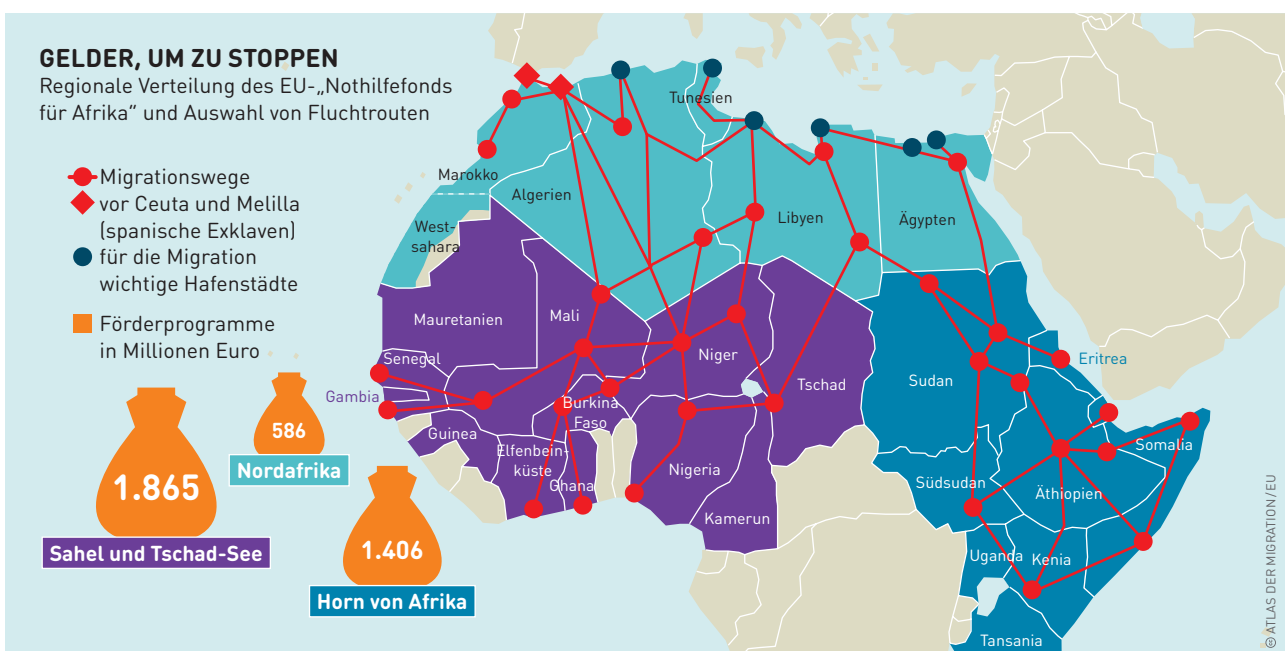 GELDER, UM ZU STOPPEN
Regionale Verteilung des EU-„Nothilfefonds
für Afrika“ und Auswahl von Fluchtrouten
Migrationswege
vor Ceuta und Melilla
(spanische Exklaven)
für die Migration
wichtige Hafenstädte
Förderprogramme
in Millionen Euro
586
Nordafrika
1.865
Sahel und Tschad-See
1.406
Horn von Afrika
Tunesien
Marokko
Algerien
West-
sahara
Libyen
Ägypten
Mauretanien
Mali
Niger
Tschad
Sudan
Eritrea
Senegal
Gambia
Guinea
Burkina
Faso
Elfenbein-
küste
Ghana
Nigeria
Kamerun
Südsudan
Äthiopien
Somalia
Uganda
Kenia
Tansania
© ATLAS DER MIGRATION/EU